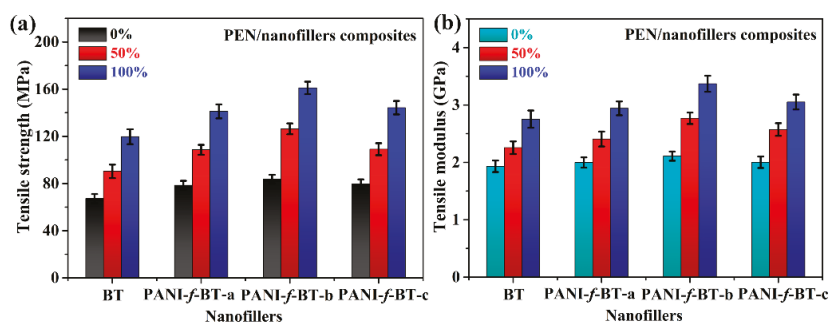 (a)
0%
50%
100%
PEN/nanofillers composites
Tensile strength (MPa)
200
160
120
80
40
0
BT PANI-f-BT-a PANI-f-BT-b PANI-f-BT-c
Nanofillers
(b)
0%
50%
100%
PEN/nanofillers composites
Tensile modulus (GPa)
4
3
2
1
0
BT PANI-f-BT-a PANI-f-BT-b PANI-f-BT-c
Nanofillers